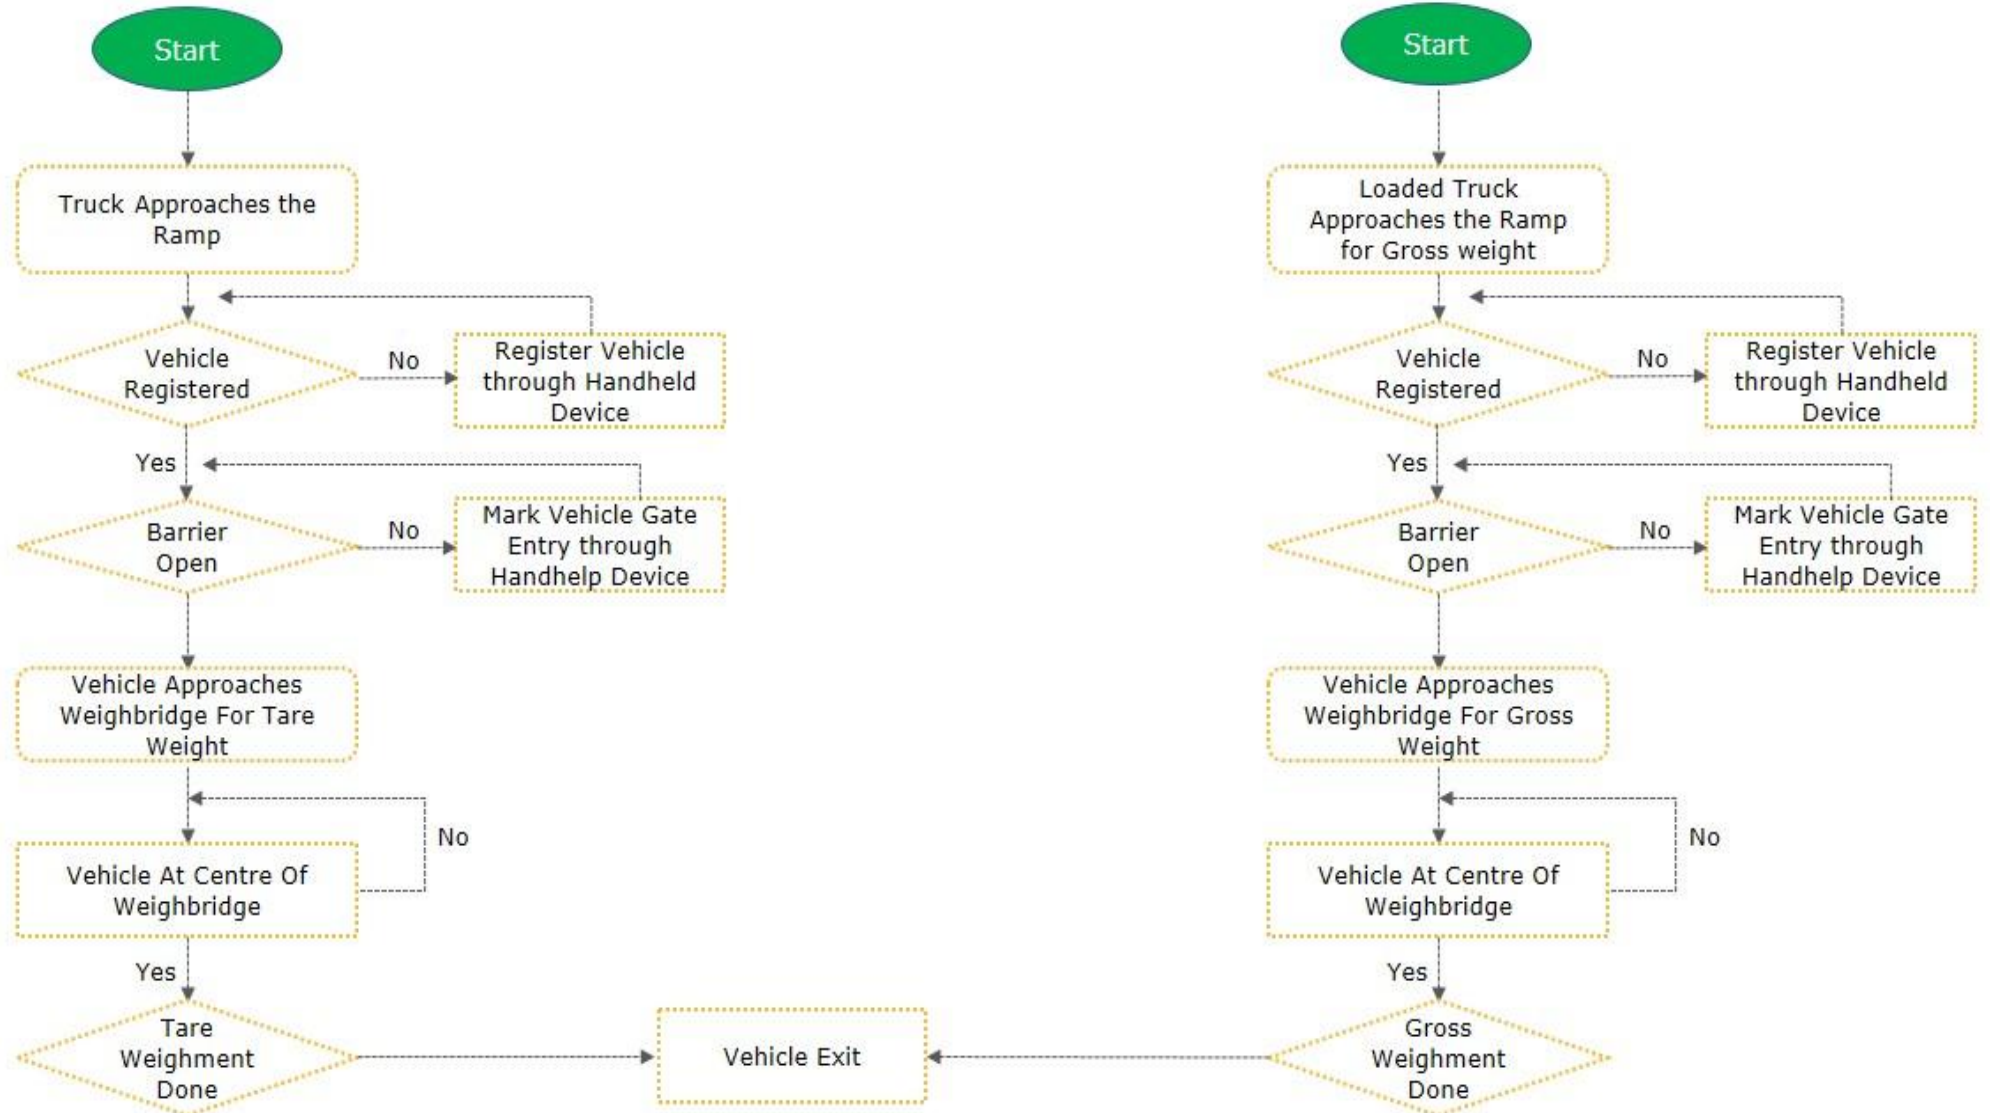 Start
Truck Approaches the
Ramp
Vehicle
Registered
No
Register Vehicle
through Handheld
Device
Yes
Barrier
Open
No
Mark Vehicle Gate
Entry through
Handhelp Device
Vehicle Approaches
Weighbridge For Tare
Weight
No
Vehicle At Centre Of
Weighbridge
Yes
Tare
Weighment
Done
Vehicle Exit
Start
Loaded Truck
Approaches the Ramp
for Gross weight
Vehicle
Registered
No
Register Vehicle
through Handheld
Device
Yes
Barrier
Open
No
Mark Vehicle Gate
Entry through
Handhelp Device
Vehicle Approaches
Weighbridge For Gross
Weight
No
Vehicle At Centre Of
Weighbridge
Yes
Gross
Weighment
Done